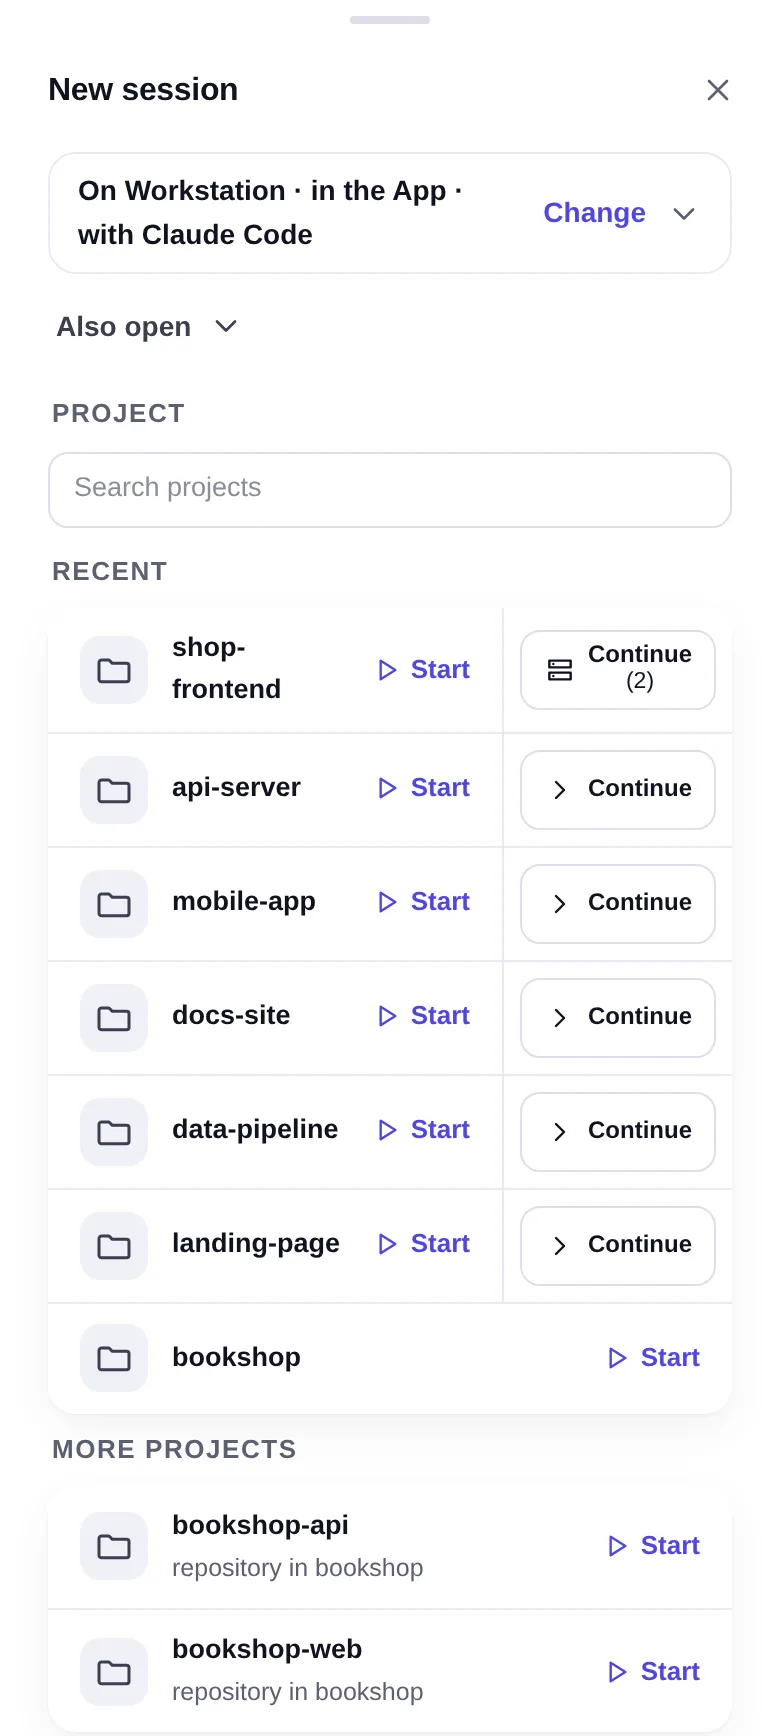 New session
On Workstation · in the App ·
with Claude Code
Change
Also open
PROJECT
Search projects
RECENT
shop-
frontend
Start
Continue
(2)
api-server
Start
Continue
mobile-app
Start
Continue
docs-site
Start
Continue
data-pipeline
Start
Continue
landing-page
Start
Continue
bookshop
Start
MORE PROJECTS
bookshop-api
repository in bookshop
Start
bookshop-web
repository in bookshop
Start